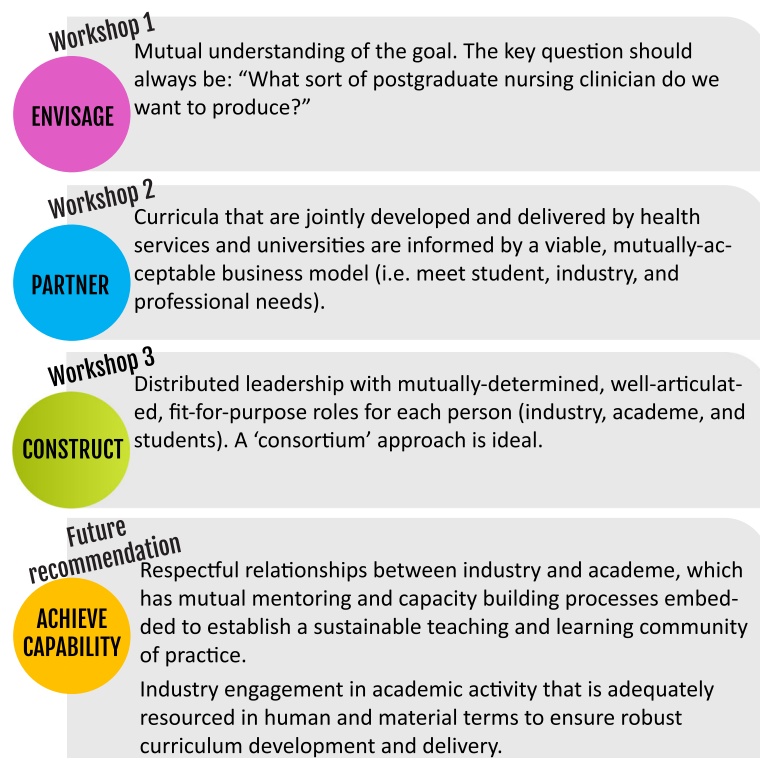 Workshop 1
ENVISAGE
Mutual understanding of the goal. The key question should
always be: “What sort of postgraduate nursing clinician do we
want to produce?”
Workshop 2
PARTNER
Curricula that are jointly developed and delivered by health
services and universities are informed by a viable, mutually-ac-
ceptable business model (i.e. meet student, industry, and
professional needs).
Workshop 3
CONSTRUCT
Distributed leadership with mutually-determined, well-articulat-
ed, fit-for-purpose roles for each person (industry, academe, and
students). A ‘consortium’ approach is ideal.
Future
recommendation
ACHIEVE
CAPABILITY
Respectful relationships between industry and academe, which
has mutual mentoring and capacity building processes embed-
ded to establish a sustainable teaching and learning community
of practice.
Industry engagement in academic activity that is adequately
resourced in human and material terms to ensure robust
curriculum development and delivery.